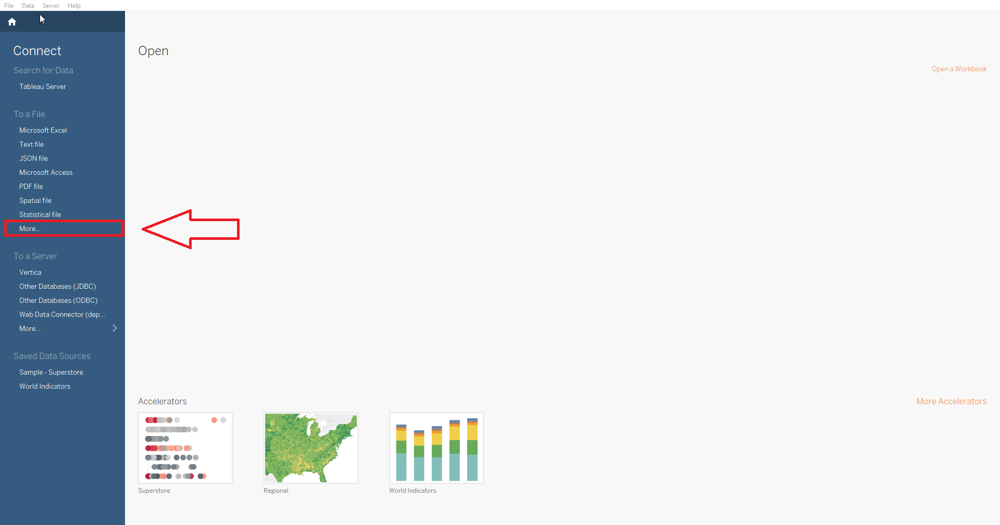 File Data Server Help
Connect
Search for Data
Tableau Server
To a File
Microsoft Excel
Text file
JSON file
Microsoft Access
PDF file
Spatial file
Statistical file
More...
To a Server
Vertica
Other Databases (JDBC)
Other Databases (ODBC)
Web Data Connector (dep...
More...
Saved Data Sources
Sample - Superstore
World Indicators
Open
Open a Workbook
Accelerators
More Accelerators
Superstore
Regional
World Indicators